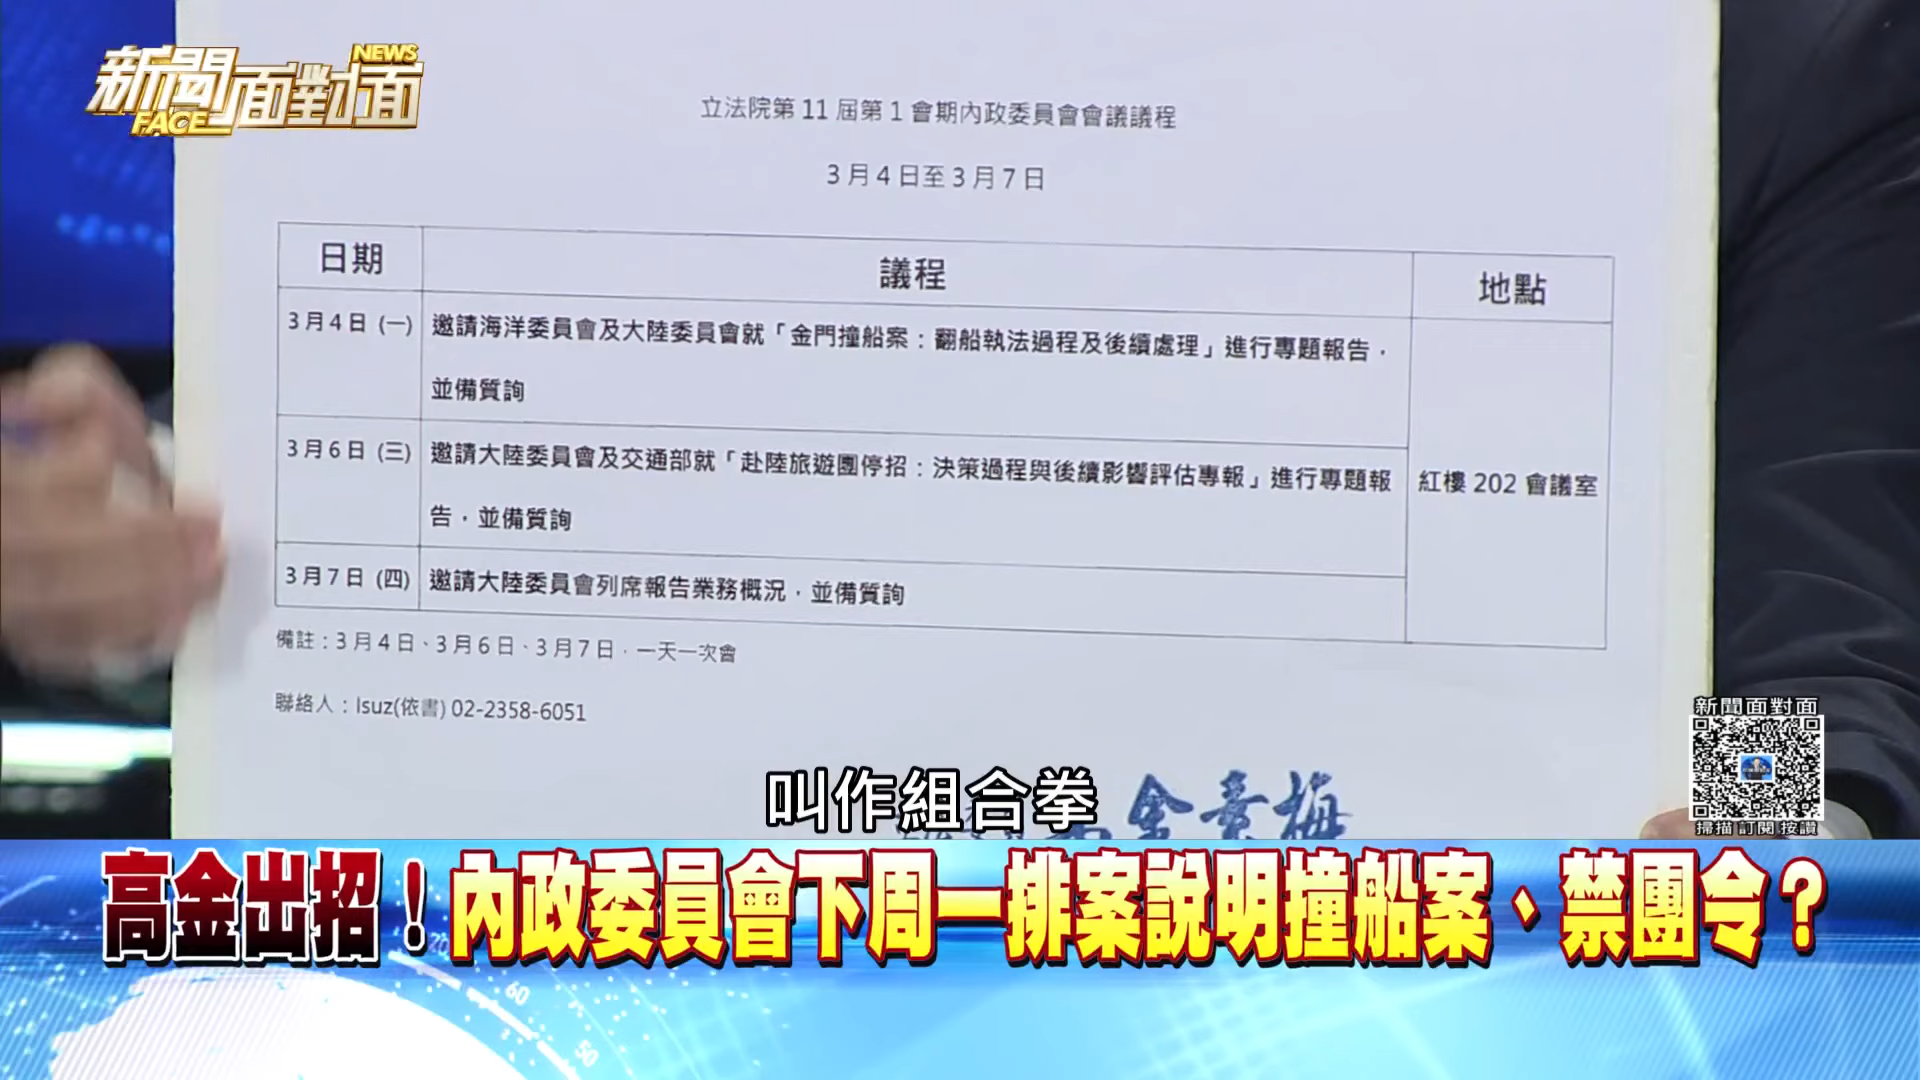 新聞面對面
NEWS
FACE
立法院第 11 屆第 1 會期內政委員會會議議程
3 月 4 日至 3 月 7 日
日期
議程
地點
3 月 4 日 (一)
邀請海洋委員會及大陸委員會就「金門撞船案：翻船執法過程及後續處理」進行專題報告，
並備質詢
3 月 6 日 (三)
邀請大陸委員會及交通部就「赴陸旅遊團停招：決策過程與後續影響評估專報」進行專題報
告，並備質詢
紅樓 202 會議室
3 月 7 日 (四)
邀請大陸委員會列席報告業務概況，並備質詢
備註：3 月 4 日、3 月 6 日、3 月 7 日，一天一次會
聯絡人：Isuz(依書) 02-2358-6051
新聞面對面
掃描 訂閱 按讚
金素梅
叫作組合拳
高金出招！內政委員會下周一排案說明撞船案、禁團令？
60
50